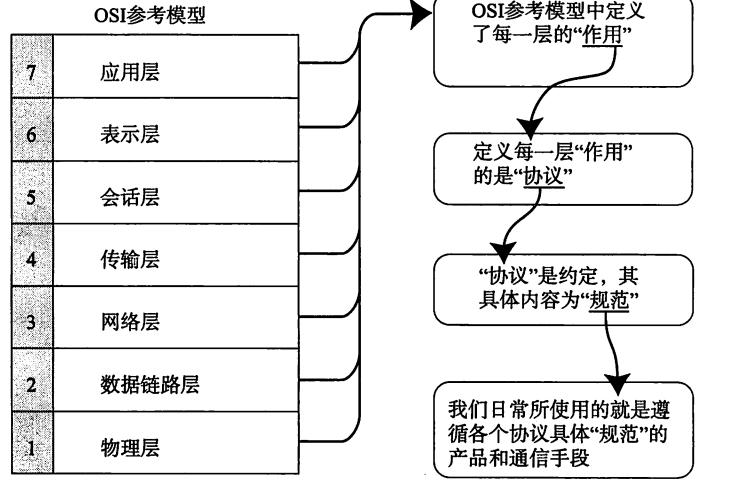 OSI参考模型
7 应用层
6 表示层
5 会话层
4 传输层
3 网络层
2 数据链路层
1 物理层
OSI参考模型中定义
了每一层的“作用”
定义每一层“作用”
的是“协议”
“协议”是约定，其
具体内容为“规范”
我们日常所使用的就是遵
循各个协议具体“规范”的
产品和通信手段